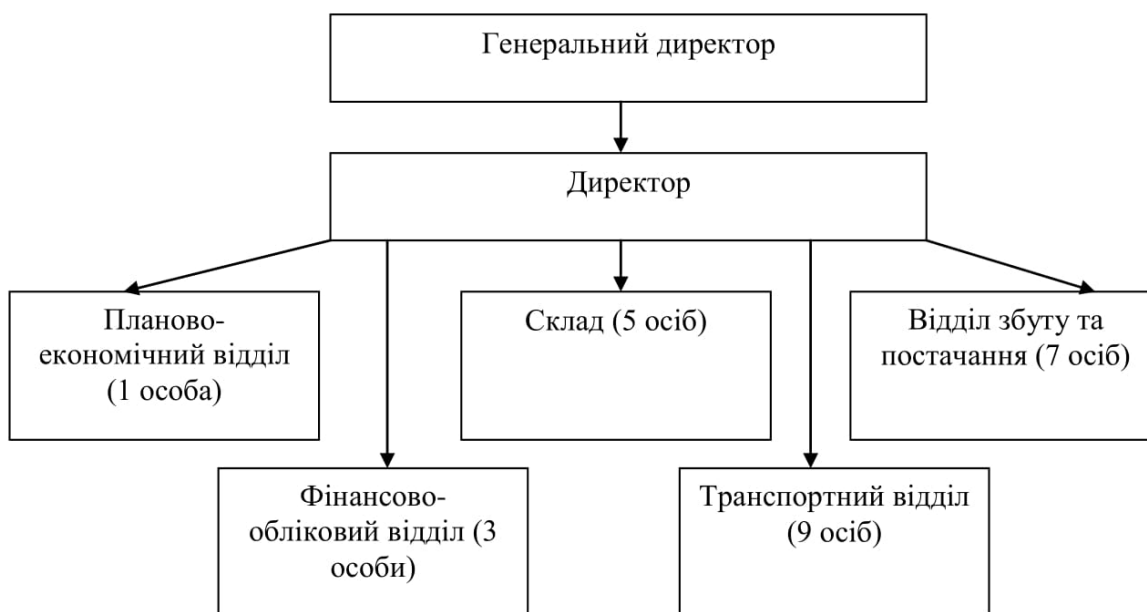 Генеральний директор
Директор
Планово-
економічний відділ
(1 особа)
Склад (5 осіб)
Відділ збуту та
постачання (7 осіб)
Фінансово-
обліковий відділ (3
особи)
Транспортний відділ
(9 осіб)